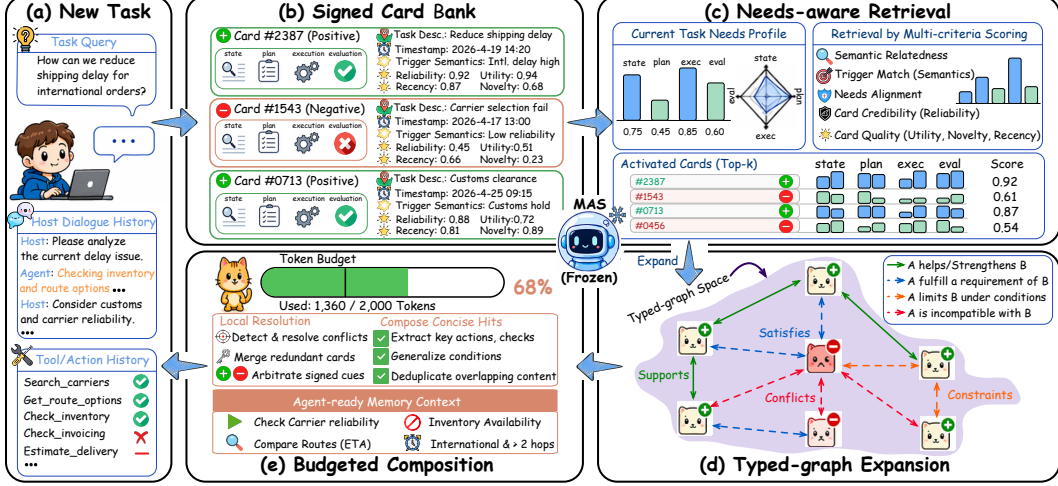 (a) New Task
Task Query
How can we reduce
shipping delay for
international orders?
Host Dialogue History
Host: Please analyze
the current delay issue.
Agent: Checking inventory
and route options •••
Host: Consider customs
and carrier reliability.
•••
Tool/Action History
Search_carriers
Get_route_options
Check_inventory
Check_invoicing
Estimate_delivery
•••
(b) Signed Card Bank
Card #2387 (Positive)
state plan execution evaluation
Task Desc.: Reduce shipping delay
Timestamp: 2026-4-19 14:20
Trigger Semantics: Intl. delay high
Reliability: 0.92 Utility: 0.94
Recency: 0.87 Novelty: 0.68
Card #1543 (Negative)
state plan execution evaluation
Task Desc.: Carrier selection fail
Timestamp: 2026-4-17 13:00
Trigger Semantics: Low reliability
Reliability: 0.45 Utility:0.51
Recency: 0.66 Novelty: 0.23
Card #0713 (Positive)
state plan execution evaluation
Task Desc.: Customs clearance
Timestamp: 2026-4-25 09:15
Trigger Semantics: Customs hold
Reliability: 0.88 Utility:0.72
Recency: 0.81 Novelty: 0.89
(c) Needs-aware Retrieval
Current Task Needs Profile
state plan exec eval
0.75 0.45 0.85 0.60
state
plan
exec
eval
Retrieval by Multi-criteria Scoring
Semantic Relatedness
Trigger Match (Semantics)
Needs Alignment
Card Credibility (Reliability)
Card Quality (Utility, Novelty, Recency)
Activated Cards (Top-k) state plan exec eval Score
#2387 0.92
#1543 0.61
#0713 0.87
#0456 0.54
MAS
(Frozen)
Expand
Typed-graph Space
A helps/Strengthens B
A fulfill a requirement of B
A limits B under conditions
A is incompatible with B
Satisfies
Supports
Conflicts
Constraints
(d) Typed-graph Expansion
Token Budget
68%
Used: 1,360 / 2,000 Tokens
Local Resolution
Detect & resolve conflicts
Merge redundant cards
Arbitrate signed cues
Compose Concise Hits
Extract key actions, checks
Generalize conditions
Deduplicate overlapping content
Agent-ready Memory Context
Check Carrier reliability Inventory Availability
Compare Routes (ETA) International & > 2 hops
(e) Budgeted Composition